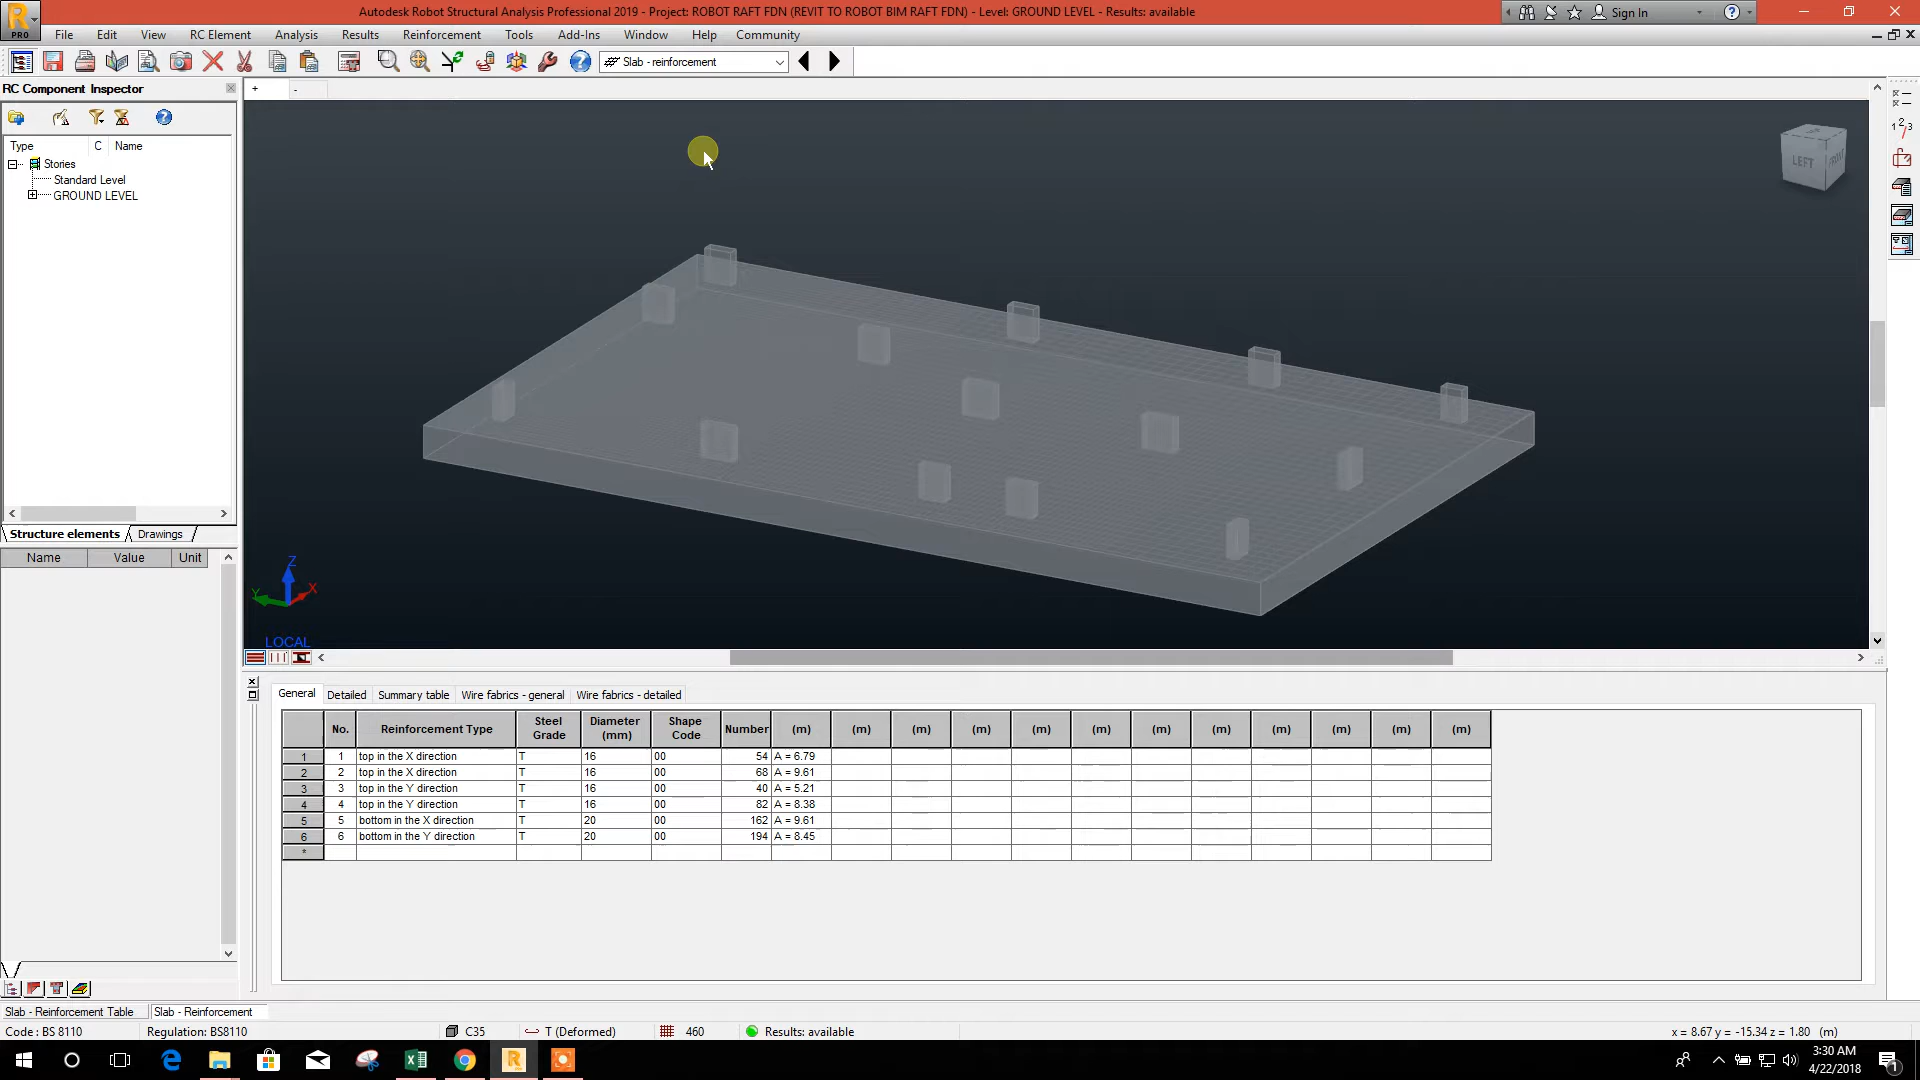 Autodesk Robot Structural Analysis Professional 2019 - Project: ROBOT RAFT FDN (REVIT TO ROBOT BIM RAFT FDN) - Level: GROUND LEVEL - Results: available
Sign In
PRO
File Edit View RC Element Analysis Results Reinforcement Tools Add-Ins Window Help Community
Slab - reinforcement
RC Component Inspector
+ -
Type C Name
Stories
Standard Level
GROUND LEVEL
LEFT FRONT
Structure elements Drawings
Name Value Unit
Z
Y X
LOCAL
General Detailed Summary table Wire fabrics - general Wire fabrics - detailed
No. Reinforcement Type Steel Grade Diameter (mm) Shape Code Number (m) (m) (m) (m) (m) (m) (m) (m) (m) (m) (m) (m)
1 1 top in the X direction T 16 00 54 A = 6.79
2 2 top in the X direction T 16 00 68 A = 9.61
3 3 top in the Y direction T 16 00 40 A = 5.21
4 4 top in the Y direction T 16 00 82 A = 8.38
5 5 bottom in the X direction T 20 00 162 A = 9.61
6 6 bottom in the Y direction T 20 00 194 A = 8.45
*
Slab - Reinforcement Table Slab - Reinforcement
Code : BS 8110 Regulation: BS8110 C35 T (Deformed) 460 Results: available x = 8.67 y = -15.34 z = 1.80 (m)
3:30 AM
4/22/2018
1